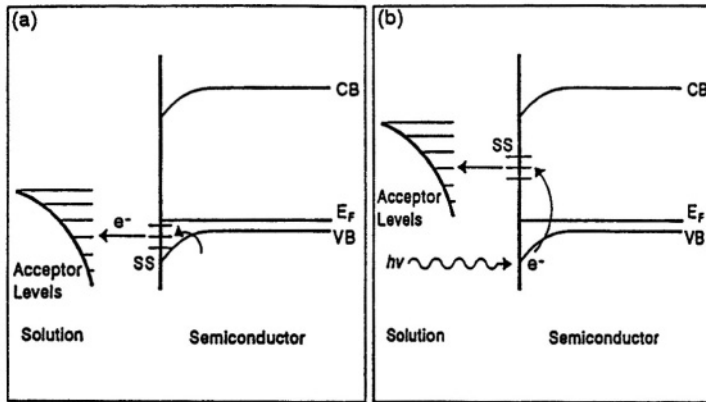 (a)
CB
e⁻
E_F
VB
SS
Acceptor
Levels
Solution
Semiconductor
(b)
CB
SS
Acceptor
Levels
E_F
VB
hν
e⁻
Solution
Semiconductor